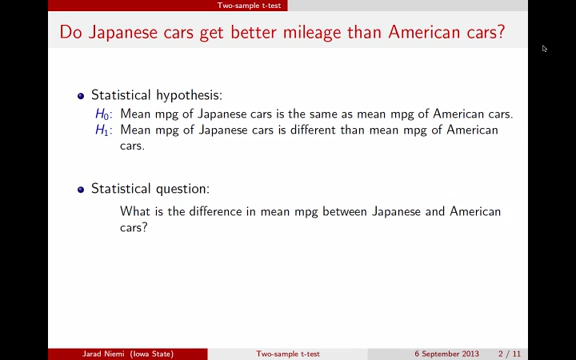 Two-sample t-test
Do Japanese cars get better mileage than American cars?
Statistical hypothesis:
H0: Mean mpg of Japanese cars is the same as mean mpg of American cars.
H1: Mean mpg of Japanese cars is different than mean mpg of American
cars.
Statistical question:
What is the difference in mean mpg between Japanese and American
cars?
Jarad Niemi (Iowa State) Two-sample t-test 6 September 2013 2 / 11